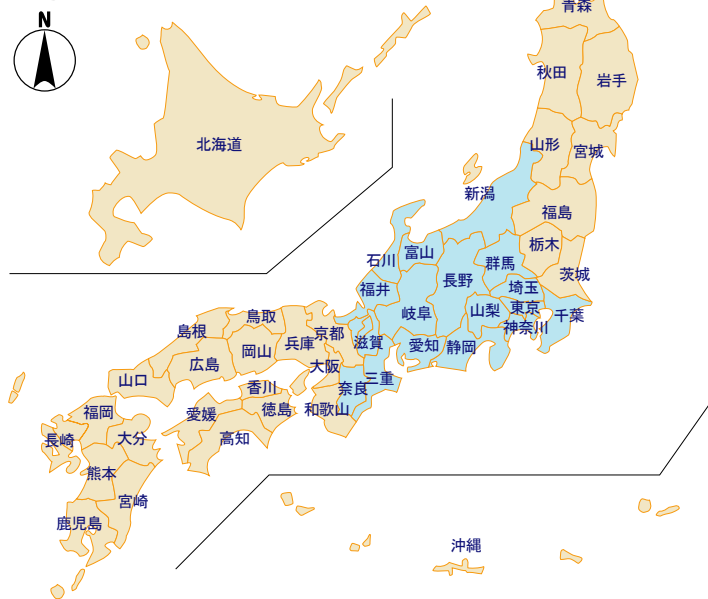 N
青森
秋田
岩手
北海道
山形
宮城
新潟
福島
栃木
富山
石川
群馬
茨城
長野
福井
埼玉
東京
岐阜
山梨
千葉
神奈川
鳥取
島根
京都
兵庫
滋賀
愛知
静岡
岡山
広島
大阪
山口
三重
奈良
香川
徳島
和歌山
愛媛
福岡
高知
大分
長崎
熊本
宮崎
鹿児島
沖縄